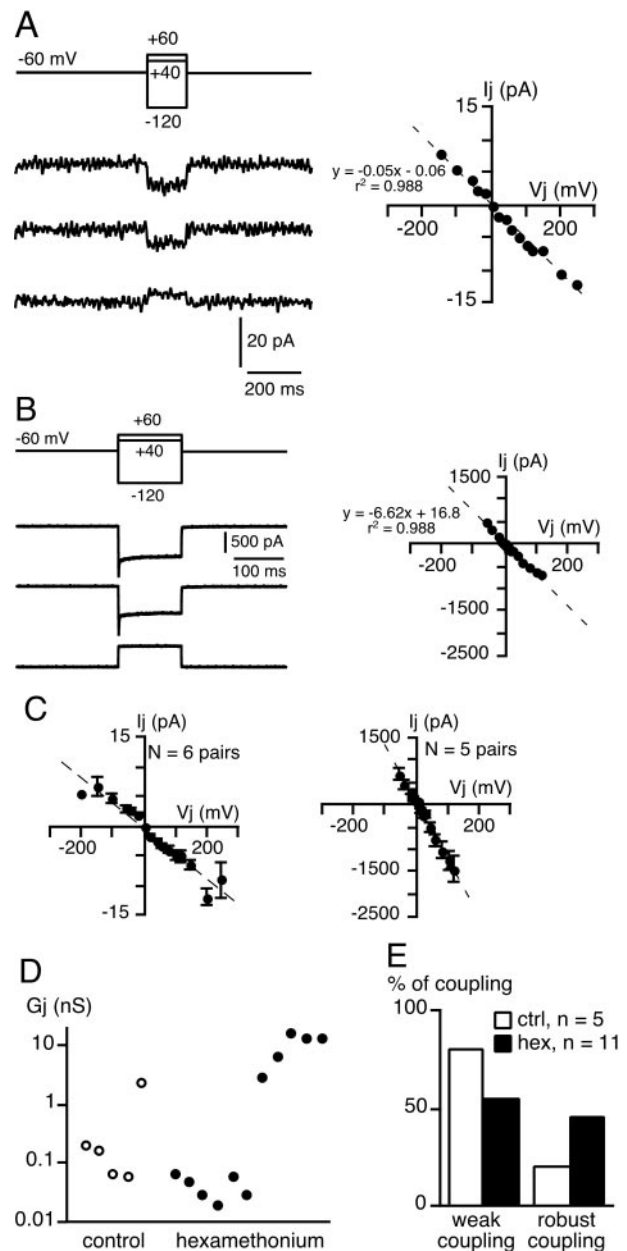 A
+60
-60 mV
+40
-120
Ij (pA)
15
y = -0.05x - 0.06
r² = 0.988
Vj (mV)
-200
200
-15
20 pA
200 ms
B
+60
-60 mV
+40
-120
500 pA
100 ms
Ij (pA)
1500
y = -6.62x + 16.8
r² = 0.988
Vj (mV)
-200
200
-1500
-2500
C
Ij (pA)
15
N = 6 pairs
Vj (mV)
-200
200
-15
Ij (pA)
1500
N = 5 pairs
Vj (mV)
-200
200
-1500
-2500
D
Gj (nS)
10
1
0.1
0.01
control
hexamethonium
E
% of coupling
100
ctrl, n = 5
hex, n = 11
50
0
weak coupling
robust coupling